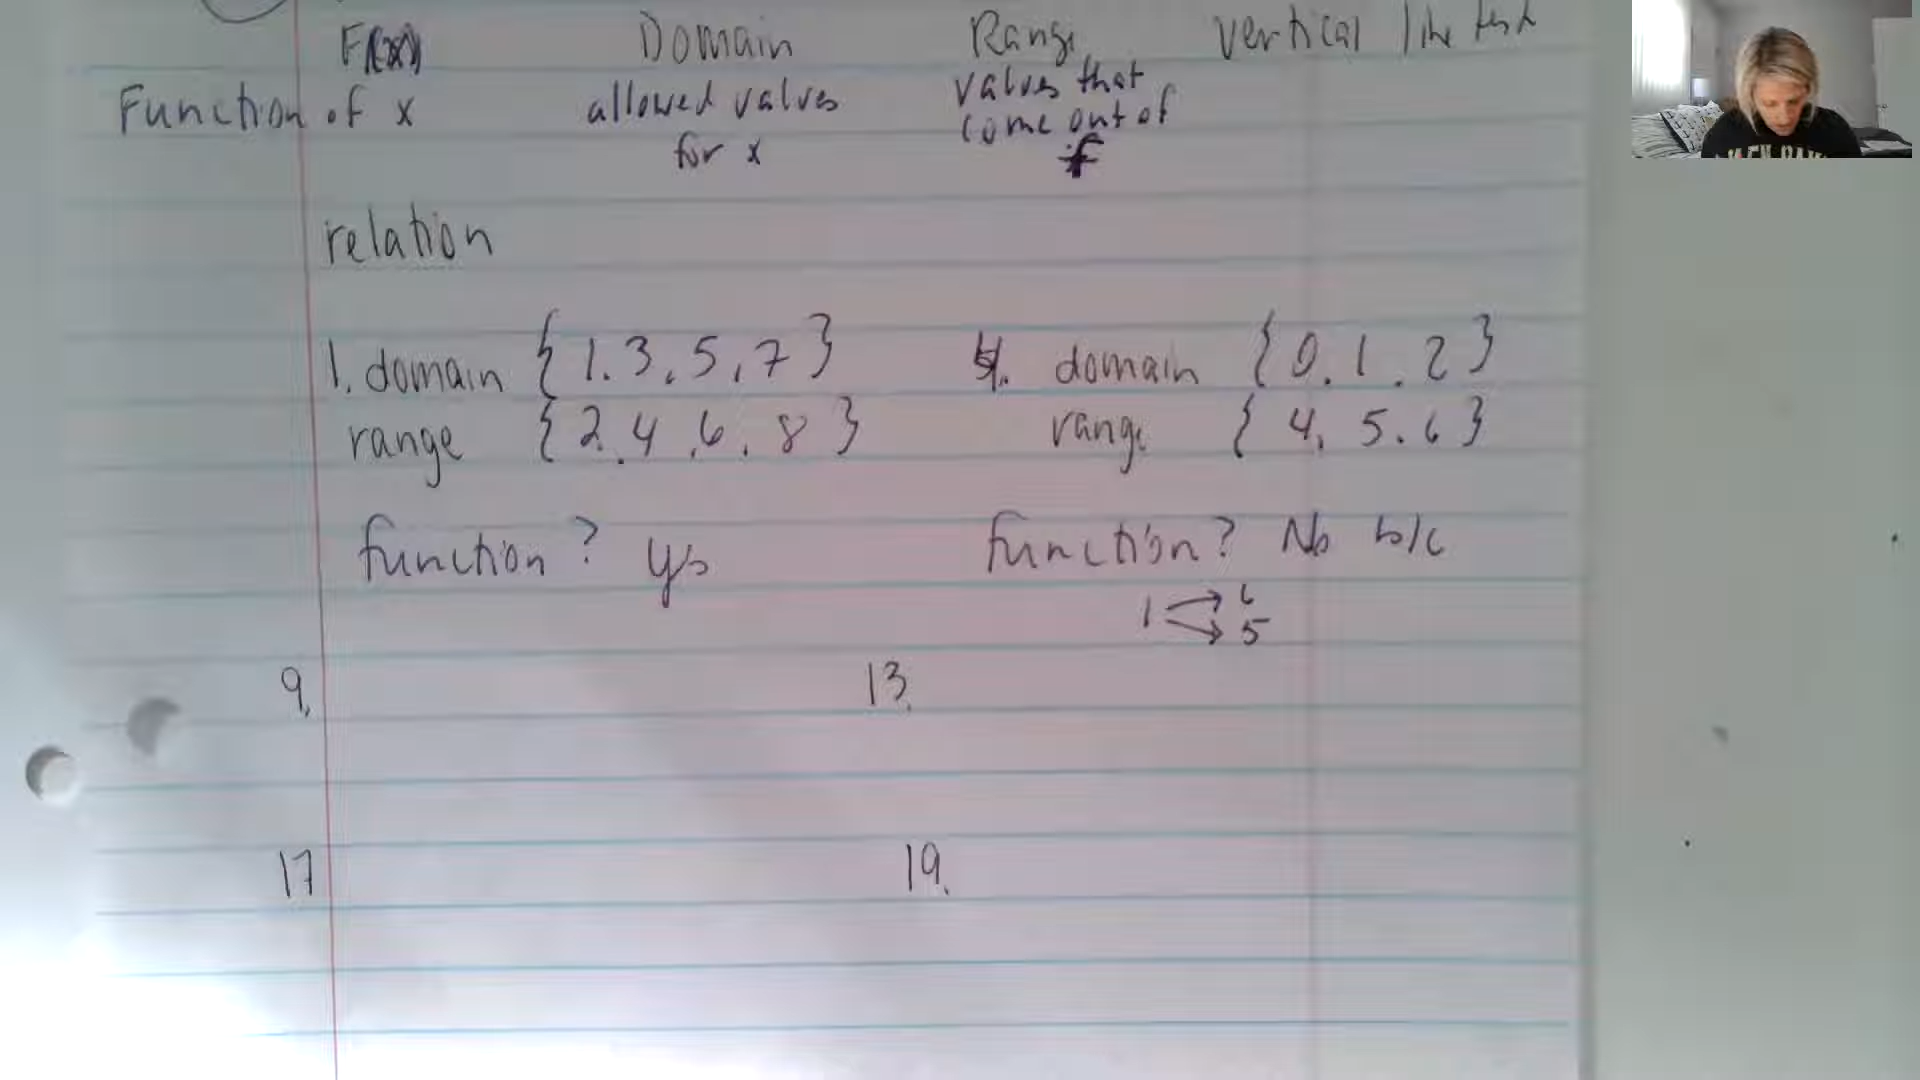 F(x) Domain Range vertical line test
Function of x allowed values values that
for x come out of
f
relation
1. domain {1, 3, 5, 7} 4. domain {0, 1, 2}
range {2, 4, 6, 8} range {4, 5, 6}
function? yes function? No b/c
1 → 6
→ 5
9. 13.
17 19.